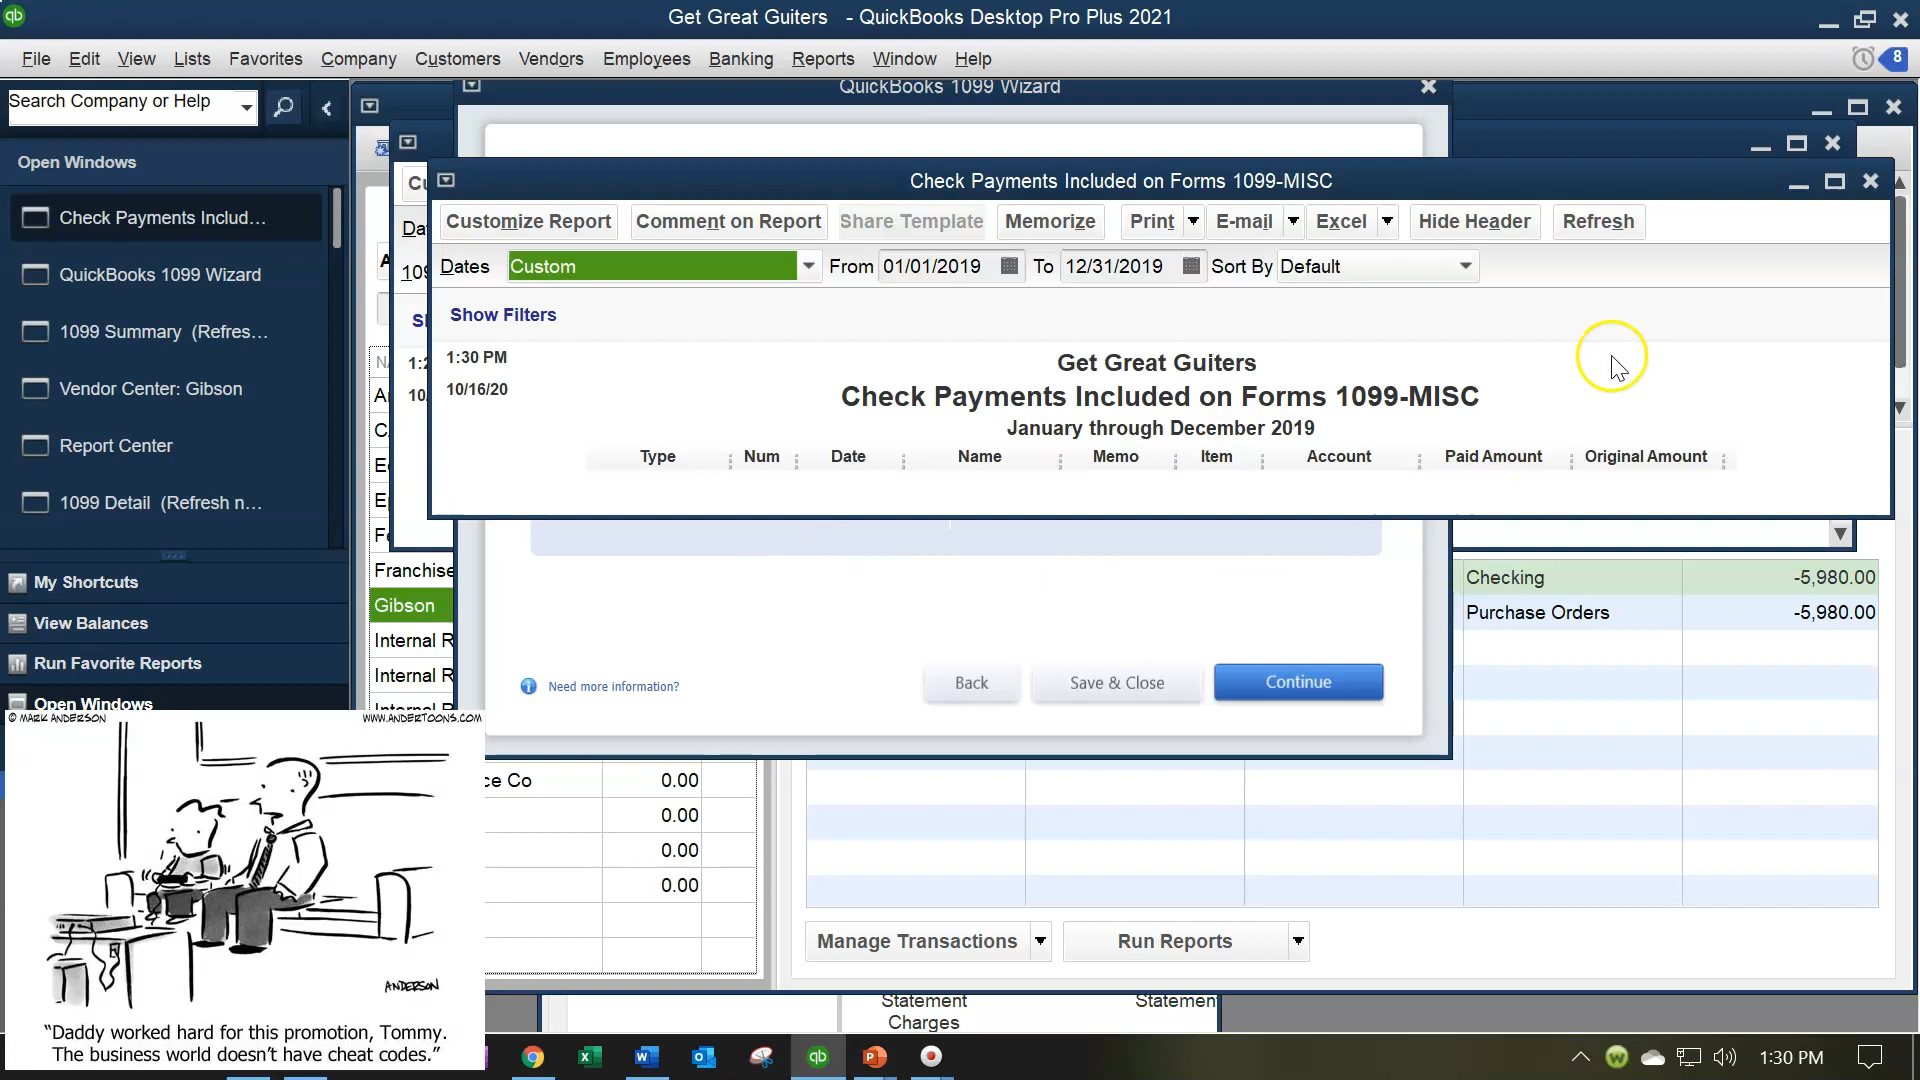 qb
Get Great Guiters - QuickBooks Desktop Pro Plus 2021
File Edit View Lists Favorites Company Customers Vendors Employees Banking Reports Window Help
8
Search Company or Help
QuickBooks 1099 Wizard
Open Windows
Check Payments Includ...
QuickBooks 1099 Wizard
1099 Summary (Refres...
Vendor Center: Gibson
Report Center
1099 Detail (Refresh n...
My Shortcuts
View Balances
Run Favorite Reports
Open Windows
Check Payments Included on Forms 1099-MISC
Customize Report Comment on Report Share Template Memorize Print E-mail Excel Hide Header Refresh
Dates Custom From 01/01/2019 To 12/31/2019 Sort By Default
Show Filters
1:30 PM
10/16/20
Get Great Guiters
Check Payments Included on Forms 1099-MISC
January through December 2019
Type Num Date Name Memo Item Account Paid Amount Original Amount
Franchise
Gibson
Internal R
Internal R
Checking -5,980.00
Purchase Orders -5,980.00
Need more information?
Back Save & Close Continue
ce Co 0.00
0.00
0.00
0.00
Manage Transactions Run Reports
Statement
Charges
Statemen
© MARK ANDERSON WWW.ANDERTOONS.COM
ANDERSON
“Daddy worked hard for this promotion, Tommy.
The business world doesn’t have cheat codes.”
qb
1:30 PM